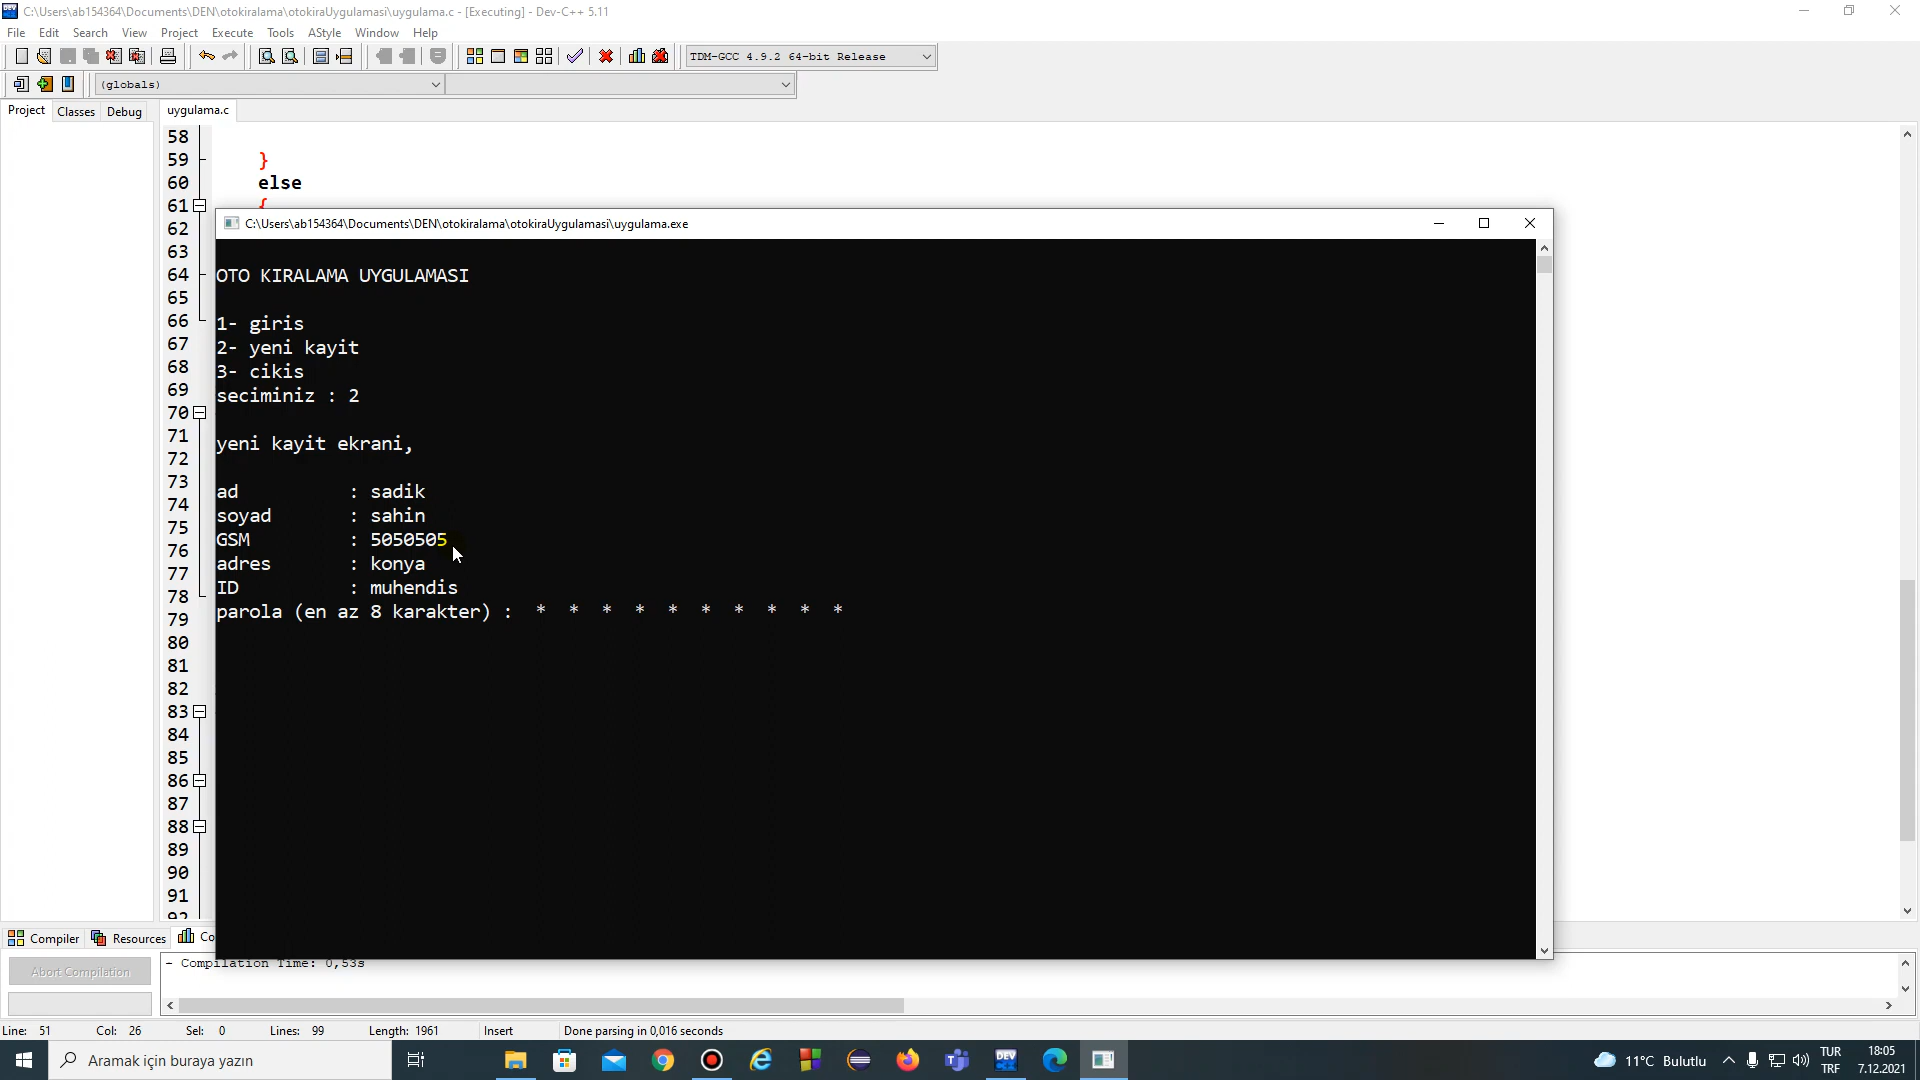 C:\Users\ab154364\Documents\DEN\otokiralama\otokiraUygulamasi\uygulama.c - [Executing] - Dev-C++ 5.11
File Edit Search View Project Execute Tools AStyle Window Help
TDM-GCC 4.9.2 64-bit Release
(globals)
Project Classes Debug uygulama.c
58
59 }
60 else
61 {
C:\Users\ab154364\Documents\DEN\otokiralama\otokiraUygulamasi\uygulama.exe
62
63
64
65
66
67
68
69
70
71
72
73
74
75
76
77
78
79
80
81
82
83
84
85
86
87
88
89
90
91
92
OTO KIRALAMA UYGULAMASI
1- giris
2- yeni kayit
3- cikis
seciminiz : 2
yeni kayit ekrani,
ad : sadik
soyad : sahin
GSM : 5050505
adres : konya
ID : muhendis
parola (en az 8 karakter) : * * * * * * * * * *
Compiler Resources Co
Abort Compilation
- Compilation Time: 0,53s
Line: 51 Col: 26 Sel: 0 Lines: 99 Length: 1961 Insert Done parsing in 0,016 seconds
Aramak için buraya yazın
DEV
11°C Bulutlu
TUR
TRF
18:05
7.12.2021